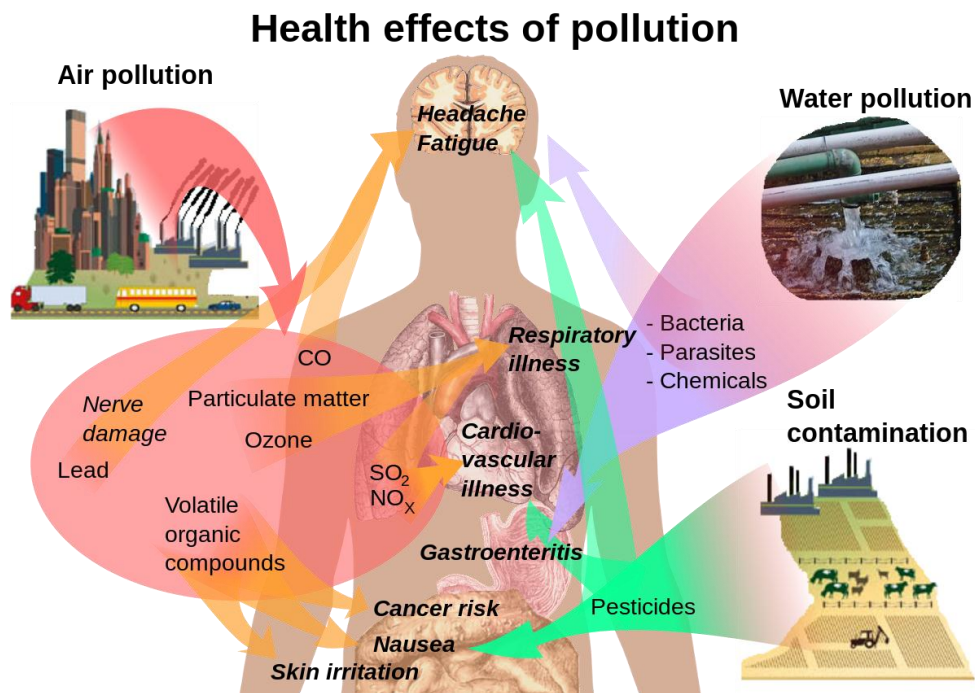 Health effects of pollution
Air pollution
Water pollution
Headache
Fatigue
CO
Particulate matter
Ozone
Nerve
damage
Lead
SO2
NOX
Volatile
organic
compounds
Respiratory
illness
Cardio-
vascular
illness
Gastroenteritis
Cancer risk
Nausea
Skin irritation
- Bacteria
- Parasites
- Chemicals
Soil
contamination
Pesticides